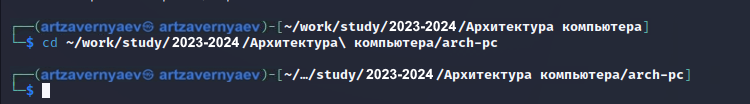 ┌──(artzavernyaev㉿ artzavernyaev)-[~/work/study/2023-2024/Архитектура компьютера]
└─$ cd ~/work/study/2023-2024/Архитектура\ компьютера/arch-pc
┌──(artzavernyaev㉿ artzavernyaev)-[~/…/study/2023-2024/Архитектура компьютера/arch-pc]
└─$